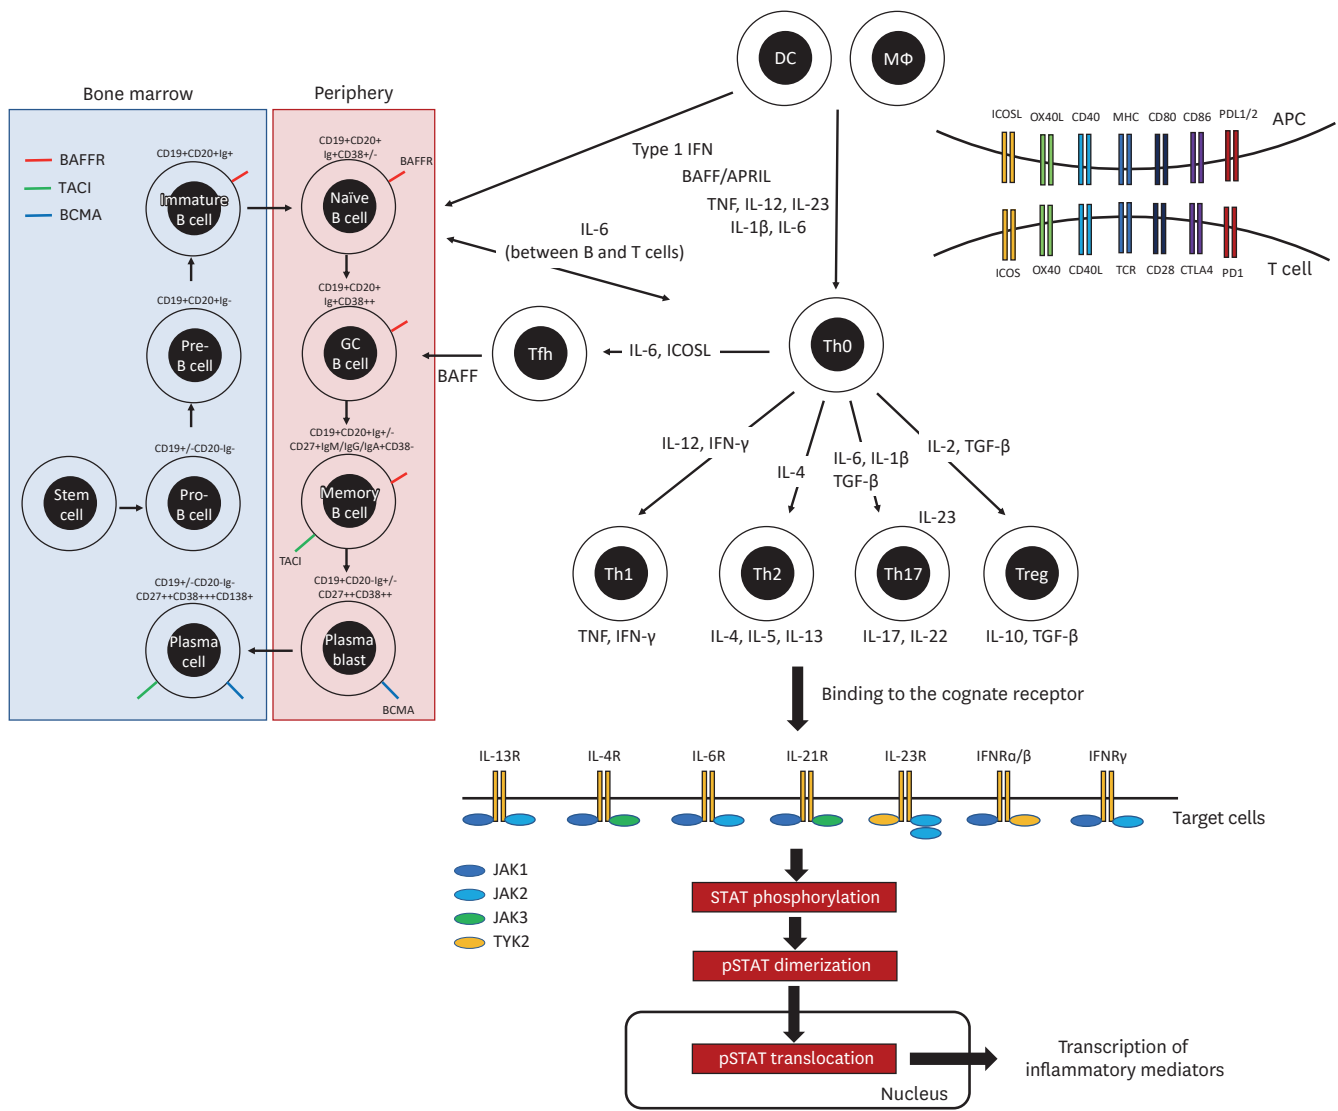 DC
MΦ
Bone marrow
Periphery
BAFFR
TACI
BCMA
CD19+CD20+Ig+
Immature
B cell
CD19+CD20+Ig-
Pre-
B cell
CD19+/-CD20-Ig-
Stem
cell
Pro-
B cell
CD19+/-CD20-Ig-
CD27++CD38+++CD138+
Plasma
cell
CD19+CD20+
Ig+CD38+/-
BAFFR
Naïve
B cell
CD19+CD20+
Ig+CD38++
GC
B cell
CD19+CD20+Ig+/-
CD27+IgM/IgG/IgA+CD38-
Memory
B cell
TACI
CD19+CD20-Ig+/-
CD27++CD38++
Plasma
blast
BCMA
Type 1 IFN
BAFF/APRIL
TNF, IL-12, IL-23
IL-1β, IL-6
IL-6
(between B and T cells)
ICOSL OX40L CD40 MHC CD80 CD86 PDL1/2
APC
ICOS OX40 CD40L TCR CD28 CTLA4 PD1
T cell
Th0
IL-6, ICOSL
Tfh
BAFF
IL-12, IFN-γ
IL-4
IL-6, IL-1β
TGF-β
IL-2, TGF-β
IL-23
Th1
Th2
Th17
Treg
TNF, IFN-γ
IL-4, IL-5, IL-13
IL-17, IL-22
IL-10, TGF-β
Binding to the cognate receptor
IL-13R IL-4R IL-6R IL-21R IL-23R IFNRα/β IFNRγ
Target cells
JAK1
JAK2
JAK3
TYK2
STAT phosphorylation
pSTAT dimerization
pSTAT translocation
Nucleus
Transcription of
inflammatory mediators